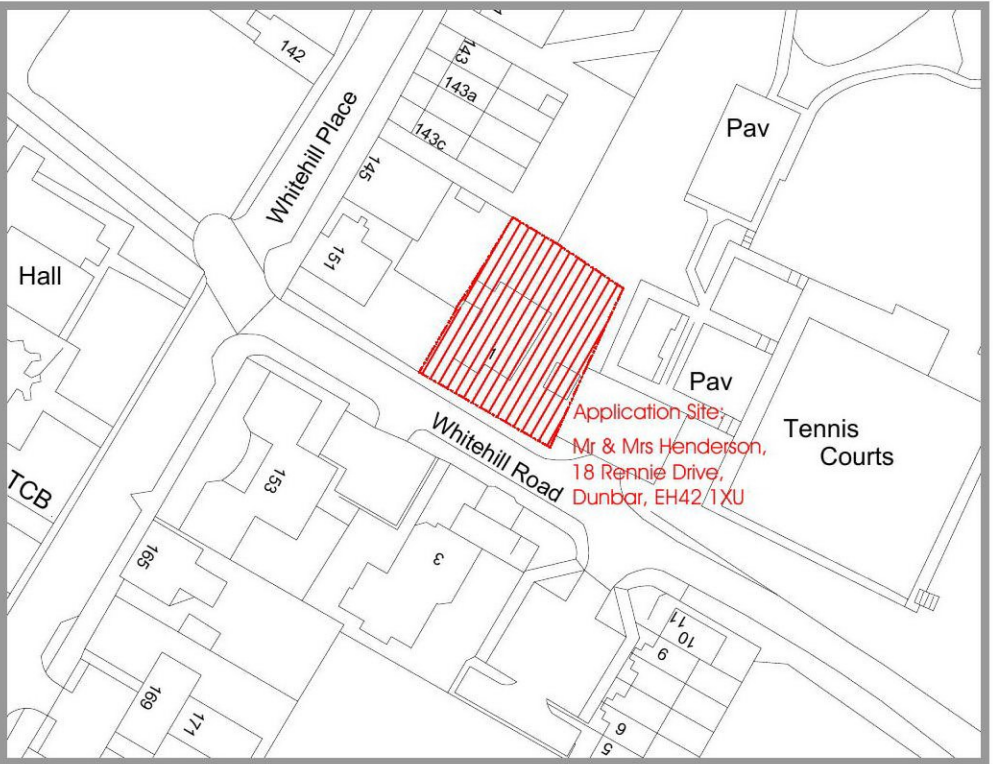 142
143
143a
143c
Whitehill Place
145
151
Pav
Hall
1
Pav
Application Site:
Mr & Mrs Henderson,
18 Rennie Drive,
Dunbar, EH42 1XU
Tennis
Courts
Whitehill Road
TCB
153
165
3
11
10
9
169
171
6
5